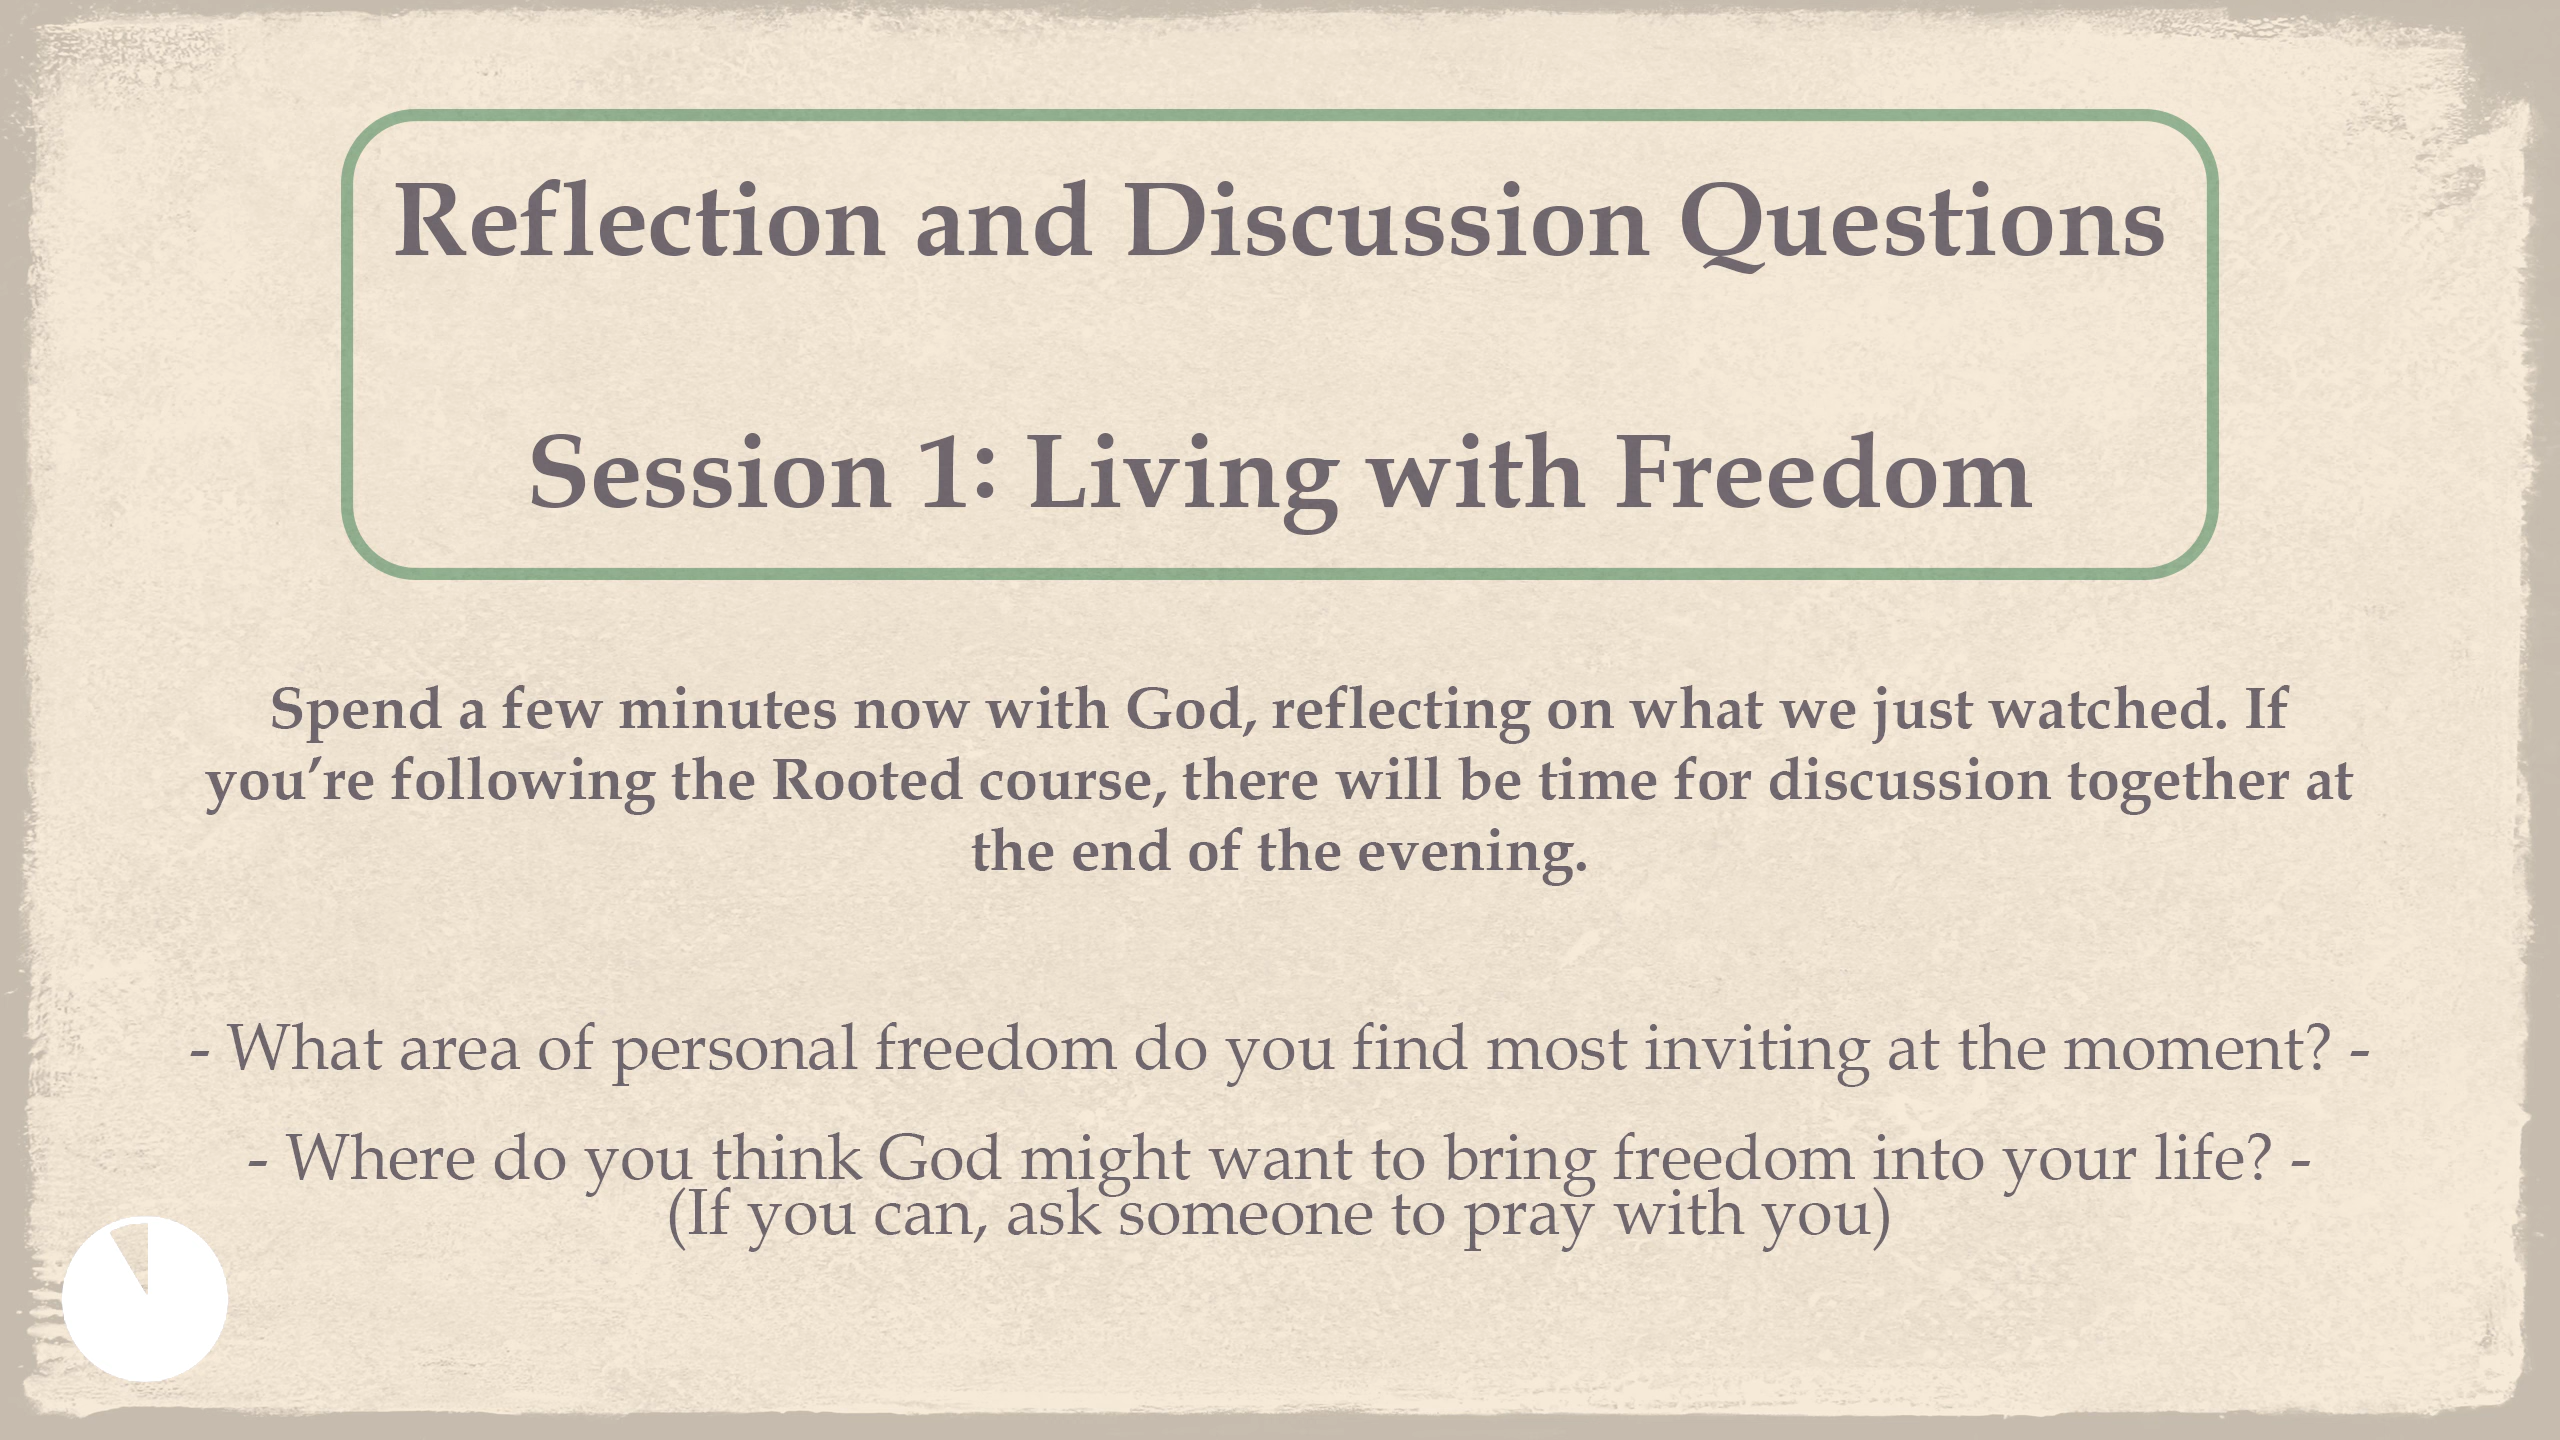 Reflection and Discussion Questions
Session 1: Living with Freedom
Spend a few minutes now with God, reflecting on what we just watched. If
you’re following the Rooted course, there will be time for discussion together at
the end of the evening.
- What area of personal freedom do you find most inviting at the moment? -
- Where do you think God might want to bring freedom into your life? -
(If you can, ask someone to pray with you)